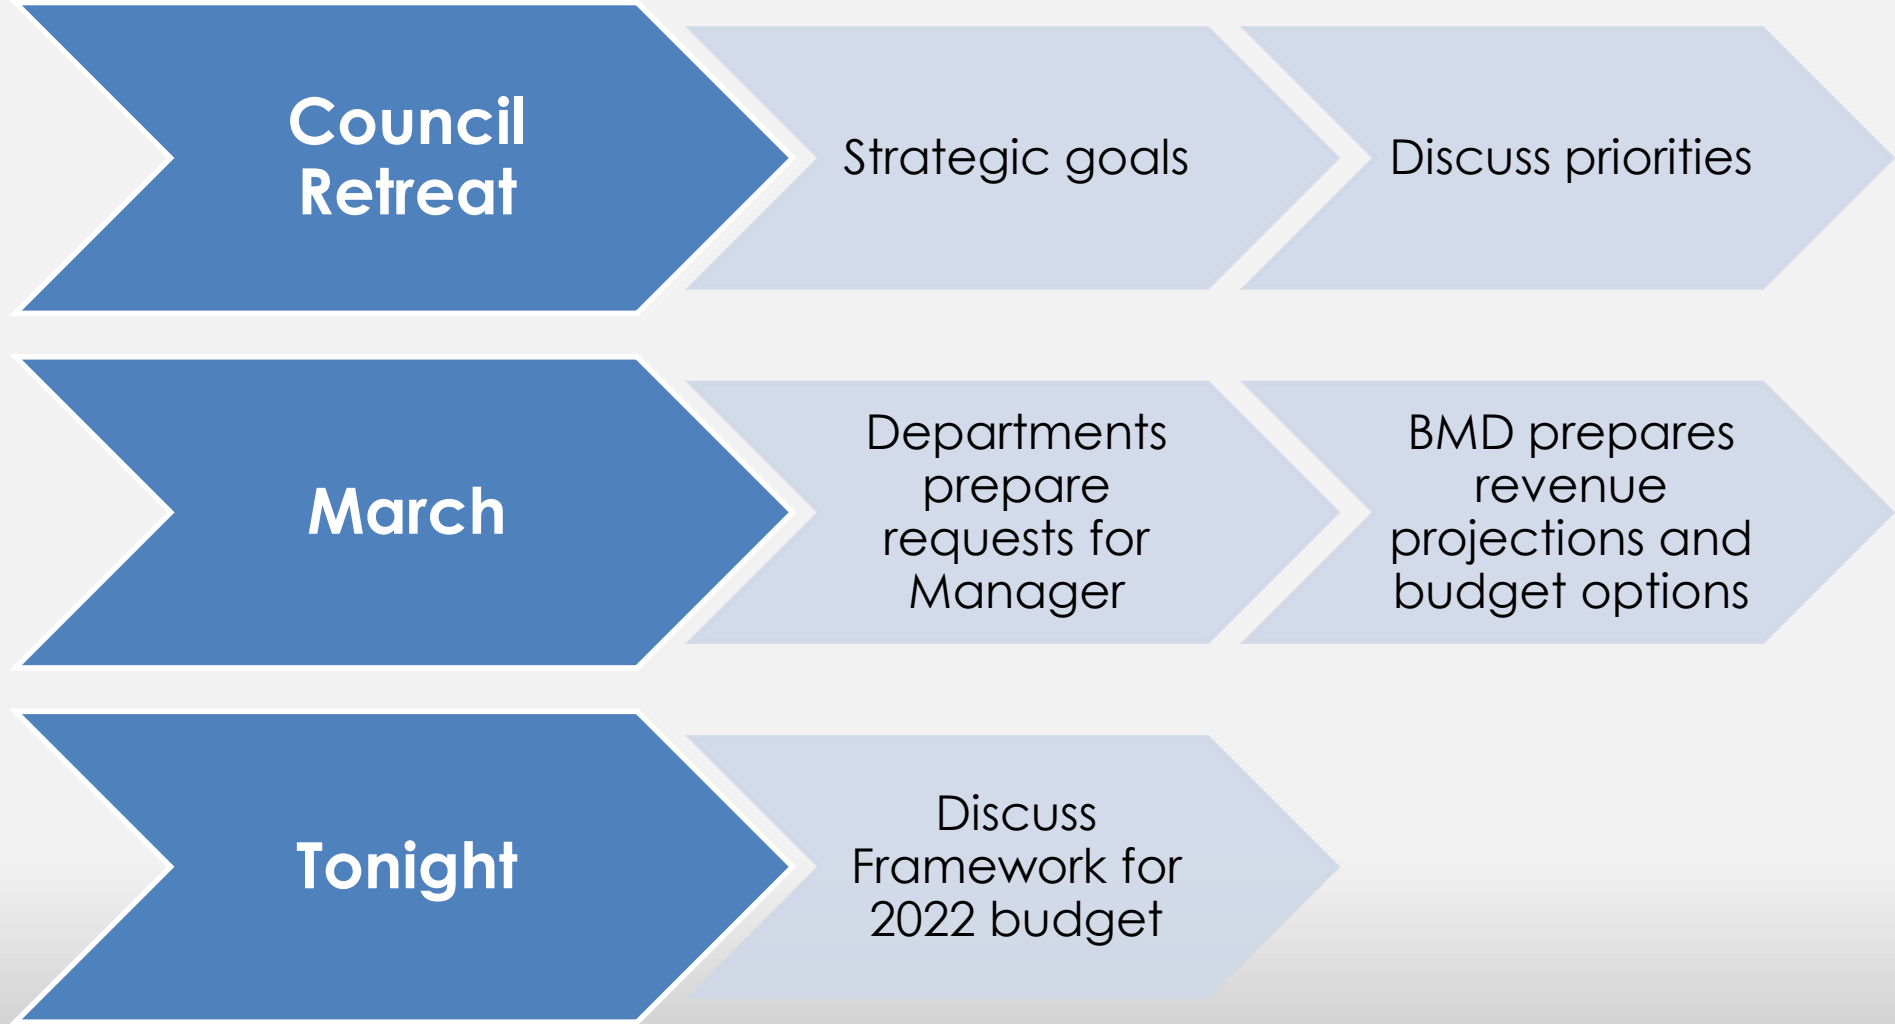 Council
Retreat
Strategic goals
Discuss priorities
March
Departments
prepare
requests for
Manager
BMD prepares
revenue
projections and
budget options
Tonight
Discuss
Framework for
2022 budget